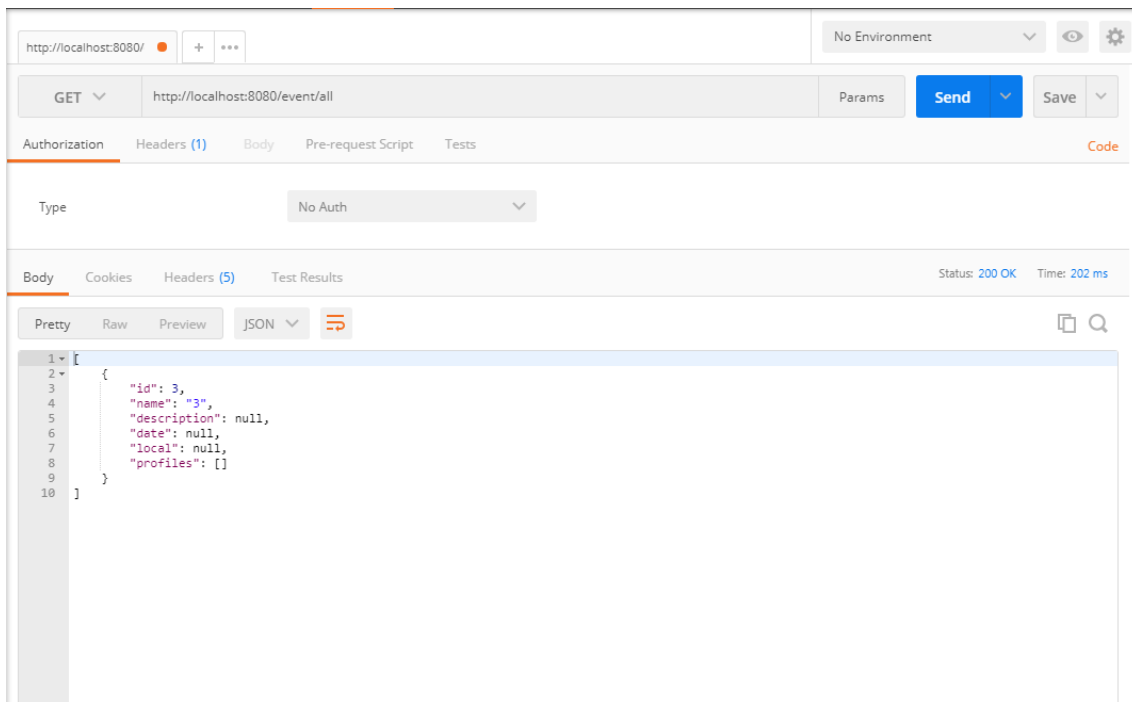 http://localhost:8080/ + ••• No Environment
GET http://localhost:8080/event/all Params Send Save
Authorization Headers (1) Body Pre-request Script Tests Code
Type No Auth
Body Cookies Headers (5) Test Results Status: 200 OK Time: 202 ms
Pretty Raw Preview JSON
1 [
2 {
3 "id": 3,
4 "name": "3",
5 "description": null,
6 "date": null,
7 "local": null,
8 "profiles": []
9 }
10 ]